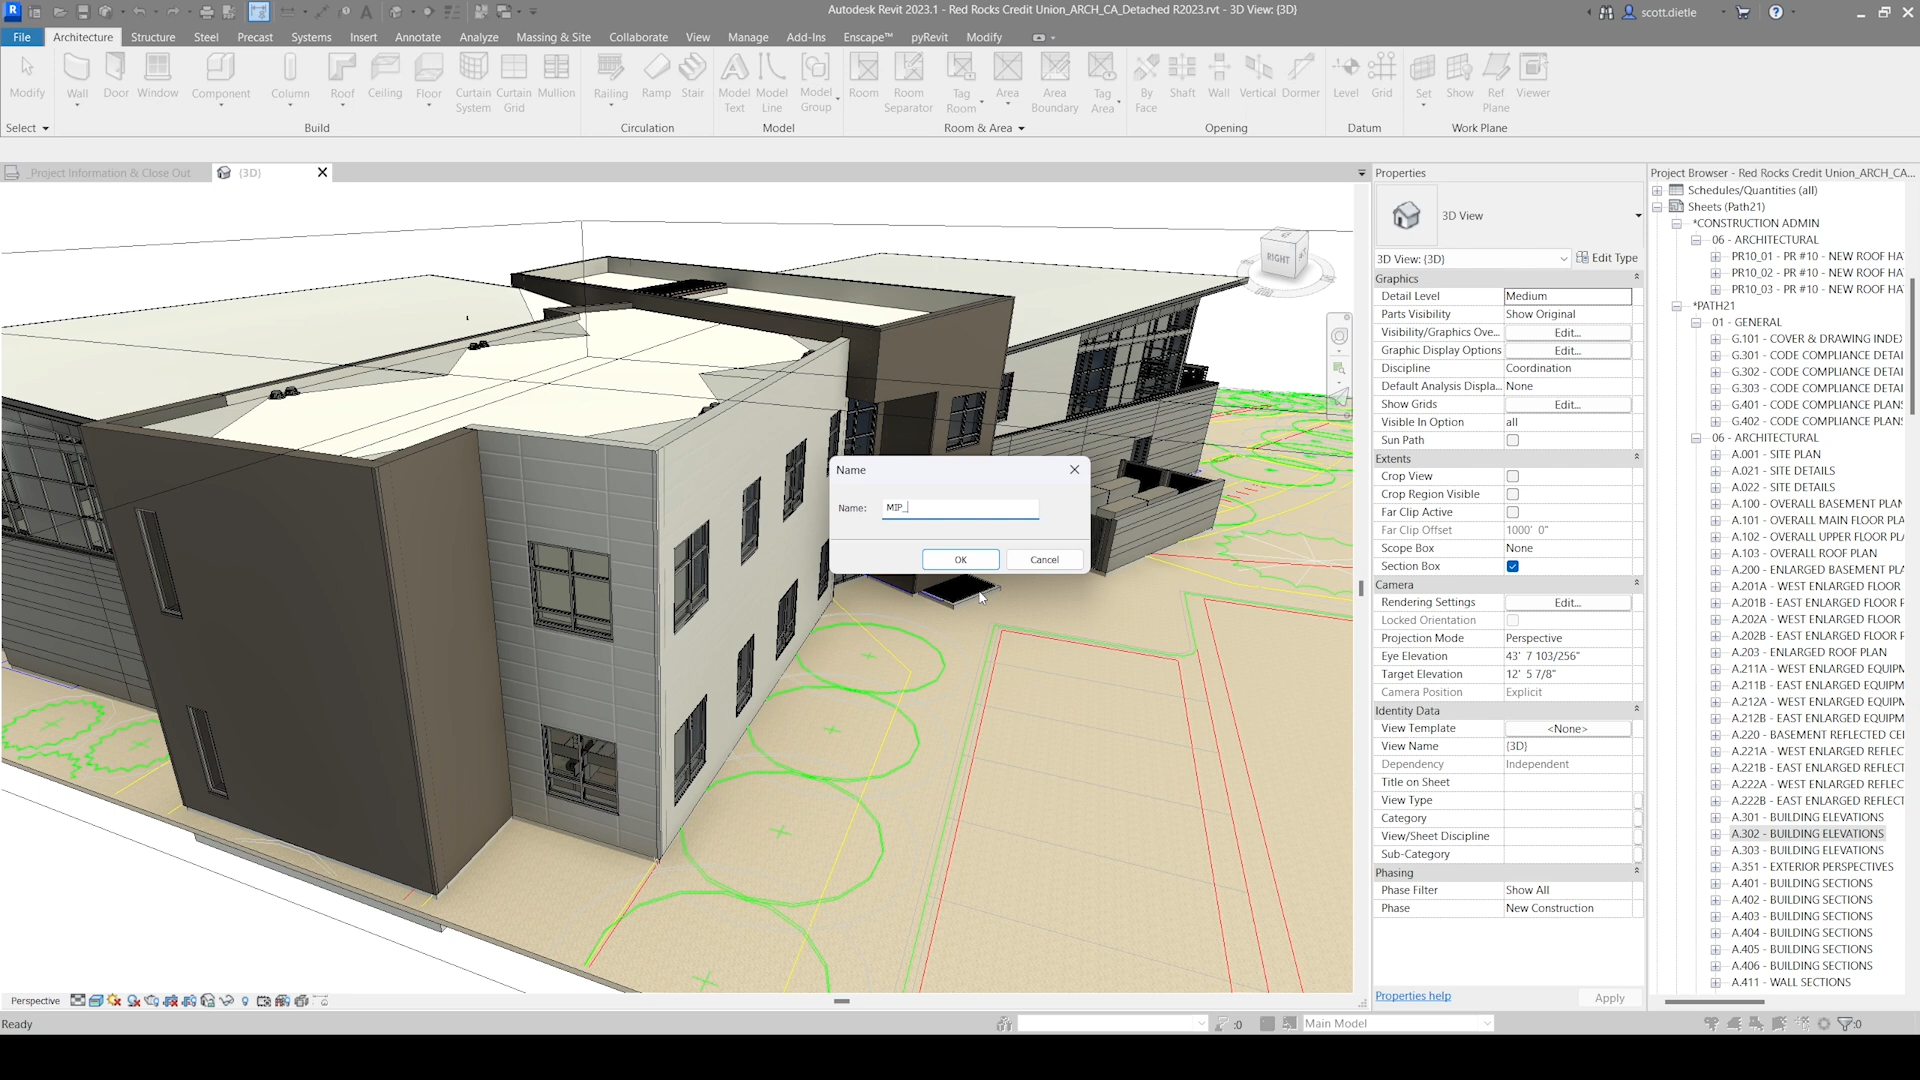 R
Autodesk Revit 2023.1 - Red Rocks Credit Union_ARCH_CA_Detached R2023.rvt - 3D View: {3D}
scott.dietle
File Architecture Structure Steel Precast Systems Insert Annotate Analyze Massing & Site Collaborate View Manage Add-Ins Enscape™ pyRevit Modify
Modify Wall Door Window Component Column Roof Ceiling Floor Curtain System Curtain Grid Mullion Railing Ramp Stair Model Text Model Line Model Group Room Room Separator Tag Room Area Area Boundary Tag Area By Face Shaft Wall Vertical Dormer Level Grid Set Show Ref Plane Viewer
Select Build Circulation Model Room & Area Opening Datum Work Plane
_Project Information & Close Out {3D}
RIGHT
Name
Name: MIP_
OK Cancel
Properties
3D View
3D View: {3D} Edit Type
Graphics
Detail Level Medium
Parts Visibility Show Original
Visibility/Graphics Ove... Edit...
Graphic Display Options Edit...
Discipline Coordination
Default Analysis Displa... None
Show Grids Edit...
Visible In Option all
Sun Path
Extents
Crop View
Crop Region Visible
Far Clip Active
Far Clip Offset 1000' 0"
Scope Box None
Section Box
Camera
Rendering Settings Edit...
Locked Orientation
Projection Mode Perspective
Eye Elevation 43' 7 103/256"
Target Elevation 12' 5 7/8"
Camera Position Explicit
Identity Data
View Template <None>
View Name {3D}
Dependency Independent
Title on Sheet
View Type
Category
View/Sheet Discipline
Sub-Category
Phasing
Phase Filter Show All
Phase New Construction
Properties help Apply
Project Browser - Red Rocks Credit Union_ARCH_CA...
Schedules/Quantities (all)
Sheets (Path21)
*CONSTRUCTION ADMIN
06 - ARCHITECTURAL
PR10_01 - PR #10 - NEW ROOF HA
PR10_02 - PR #10 - NEW ROOF HA
PR10_03 - PR #10 - NEW ROOF HA
*PATH21
01 - GENERAL
G.101 - COVER & DRAWING INDEX
G.301 - CODE COMPLIANCE DETAI
G.302 - CODE COMPLIANCE DETAI
G.303 - CODE COMPLIANCE DETAI
G.401 - CODE COMPLIANCE PLANS
G.402 - CODE COMPLIANCE PLANS
06 - ARCHITECTURAL
A.001 - SITE PLAN
A.021 - SITE DETAILS
A.022 - SITE DETAILS
A.100 - OVERALL BASEMENT PLAN
A.101 - OVERALL MAIN FLOOR PLA
A.102 - OVERALL UPPER FLOOR PL
A.103 - OVERALL ROOF PLAN
A.200 - ENLARGED BASEMENT PL
A.201A - WEST ENLARGED FLOOR
A.201B - EAST ENLARGED FLOOR P
A.202A - WEST ENLARGED FLOOR
A.202B - EAST ENLARGED FLOOR P
A.203 - ENLARGED ROOF PLAN
A.211A - WEST ENLARGED EQUIPM
A.211B - EAST ENLARGED EQUIPM
A.212A - WEST ENLARGED EQUIPM
A.212B - EAST ENLARGED EQUIPM
A.220 - BASEMENT REFLECTED CEI
A.221A - WEST ENLARGED REFLEC
A.221B - EAST ENLARGED REFLECT
A.222A - WEST ENLARGED REFLEC
A.222B - EAST ENLARGED REFLECT
A.301 - BUILDING ELEVATIONS
A.302 - BUILDING ELEVATIONS
A.303 - BUILDING ELEVATIONS
A.351 - EXTERIOR PERSPECTIVES
A.401 - BUILDING SECTIONS
A.402 - BUILDING SECTIONS
A.403 - BUILDING SECTIONS
A.404 - BUILDING SECTIONS
A.405 - BUILDING SECTIONS
A.406 - BUILDING SECTIONS
A.411 - WALL SECTIONS
Perspective
Ready :0 Main Model :0